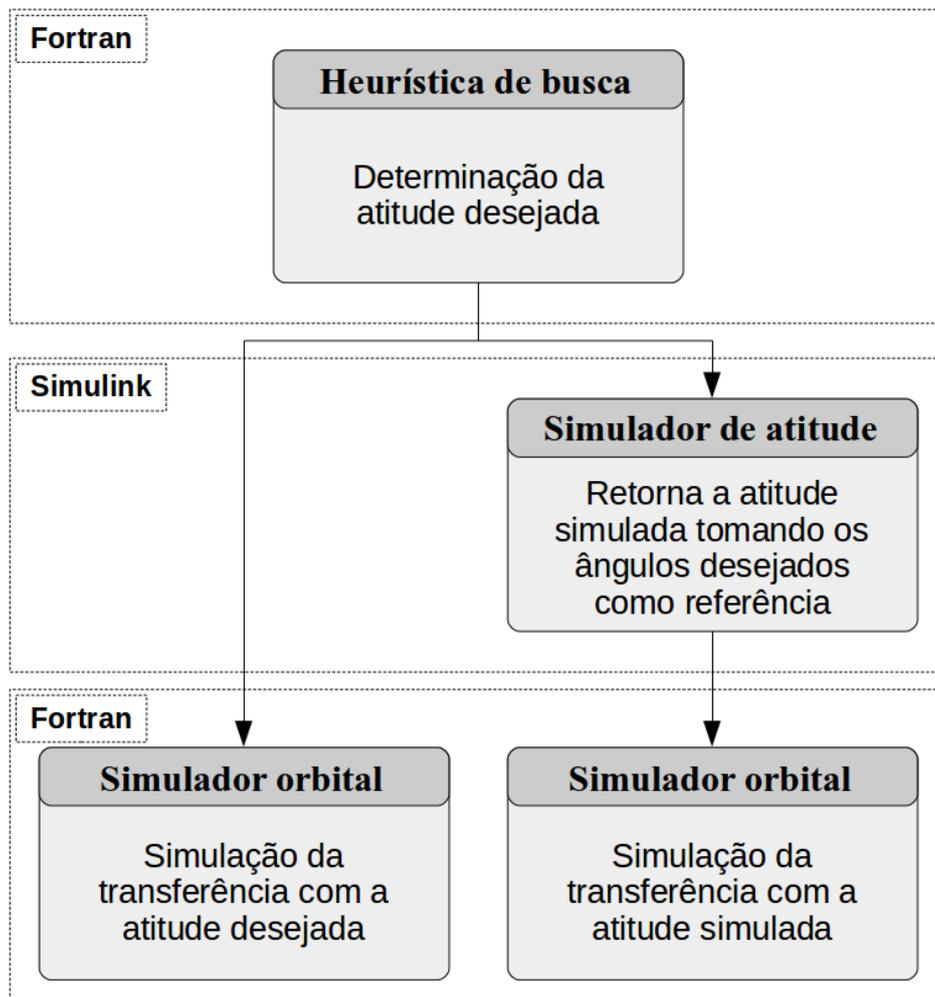 Fortran
Heurística de busca
Determinação da
atitude desejada
Simulink
Simulador de atitude
Retorna a atitude
simulada tomando os
ângulos desejados
como referência
Fortran
Simulador orbital
Simulação da
transferência com a
atitude desejada
Simulador orbital
Simulação da
transferência com a
atitude simulada